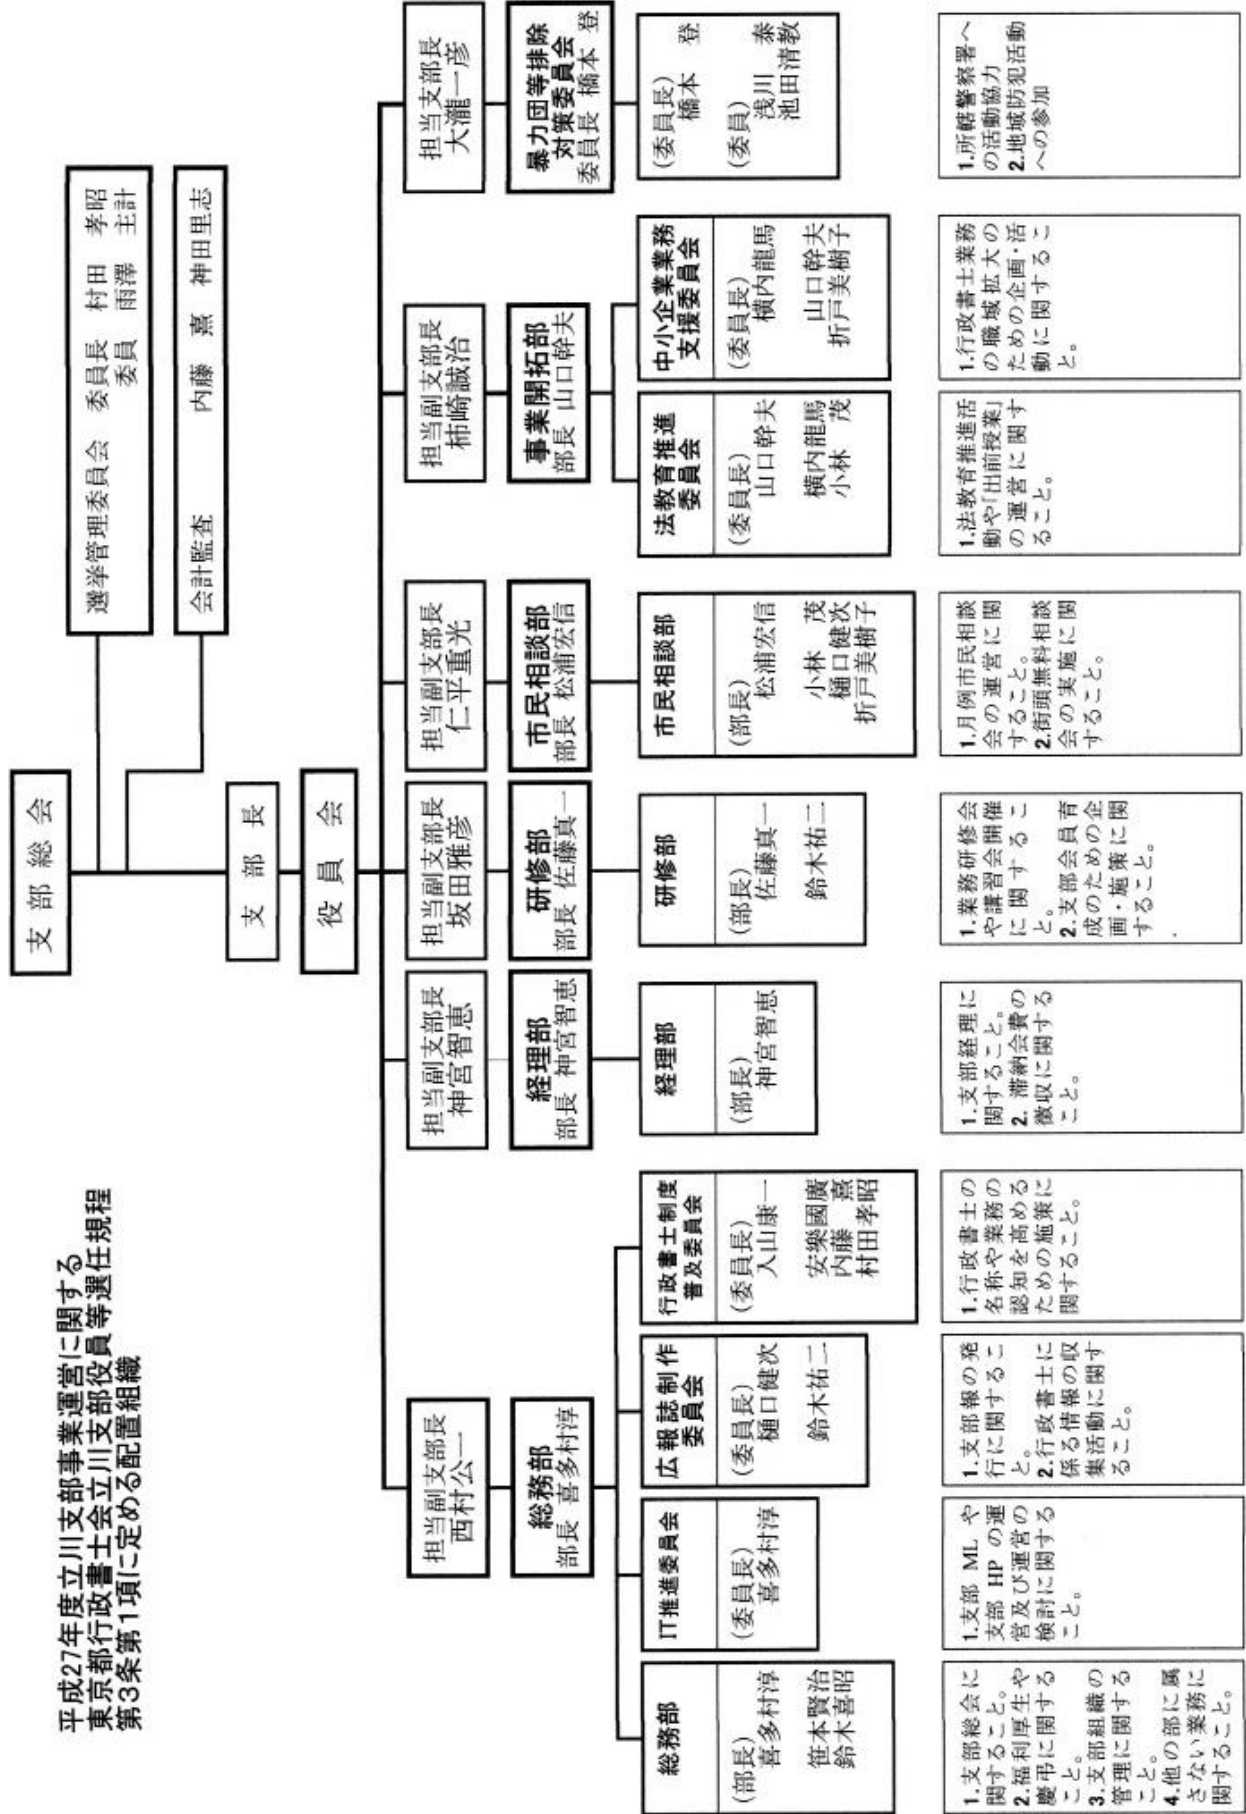 平成27年度立川支部事業運営に関する
東京都行政書士会立川支部役員等選任規程
第3条第1項に定める配置組織
支部総会
選挙管理委員会 委員長 村田 孝昭
委員 雨澤 主計
会計監査 内藤 熹 神田里志
支部長
役員会
担当副支部長
西村公一
担当副支部長
神宮智恵
担当副支部長
坂田雅彦
担当副支部長
仁平重光
担当副支部長
柿崎誠治
担当支部長
大瀧一彦
総務部
部長 喜多村淳
経理部
部長 神宮智恵
研修部
部長 佐藤真一
市民相談部
部長 松浦宏信
事業開拓部
部長 山口幹夫
暴力団等排除
対策委員会
委員長 橋本 登
総務部
(部長)
喜多村淳
笹本賢治
鈴木喜昭
IT推進委員会
(委員長)
喜多村淳
広報誌制作
委員会
(委員長)
樋口健次
鈴木祐二
行政書士制度
普及委員会
(委員長)
入山康一
安樂國廣
内藤 熹
村田孝昭
経理部
(部長)
神宮智恵
研修部
(部長)
佐藤真一
鈴木祐二
市民相談部
(部長)
松浦宏信
小林 茂
樋口健次
折戸美樹子
法教育推進
委員会
(委員長)
山口幹夫
横内龍馬
小林 茂
中小企業業務
支援委員会
(委員長)
横内龍馬
山口幹夫
折戸美樹子
(委員長)
橋本 登
(委員)
浅川 泰
池田清教
1.支部総会に
関すること。
2.福利厚生や
慶弔に関する
こと。
3.支部組織の
管理に関する
こと。
4.他の部に属
さない業務に
関すること。
1.支部 ML や
支部 HP の運
営及び運営の
検討に関する
こと。
1.支部報の発
行に関するこ
と。
2.行政書士に
係る情報の収
集活動に関す
ること。
1.行政書士の
名称や業務の
認知を高める
ための施策に
関すること。
1.支部経理に
関すること。
2. 滞納会費の
徴収に関する
こと。
1.業務研修会
や講習会開催
に関するこ
と。
2.支部会員育
成のための企
画・施策に関
すること。
1.月例市民相談
会の運営に関
すること。
2.街頭無料相談
会の実施に関
すること。
1.法教育推進活
動や「出前授業」
の運営に関す
ること。
1.行政書士業務
の職域拡大の
ための企画・活
動に関するこ
と。
1.所轄警察署へ
の活動協力
2.地域防犯活動
への参加